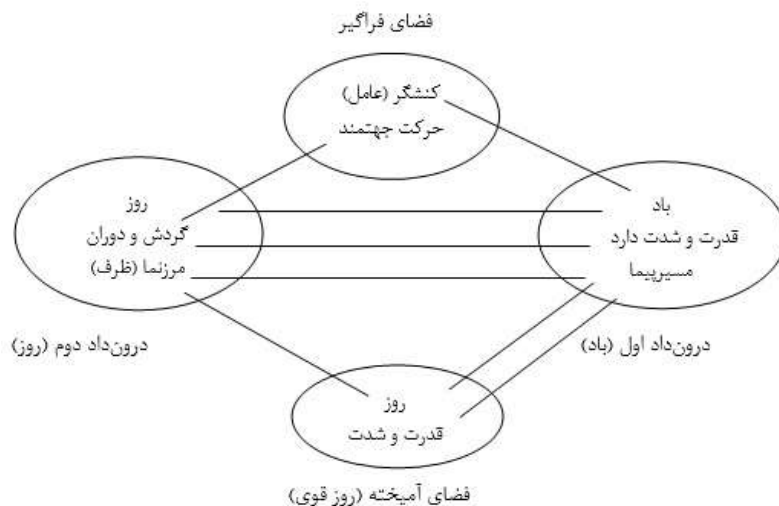 فضای فراگیر
کنشگر (عامل)
حرکت جهتمند
باد
قدرت و شدت دارد
مسیرپیما
روز
گردش و دوران
مرزنما (ظرف)
درون‌داد اول (باد)
درون‌داد دوم (روز)
روز
قدرت و شدت
فضای آمیخته (روز قوی)